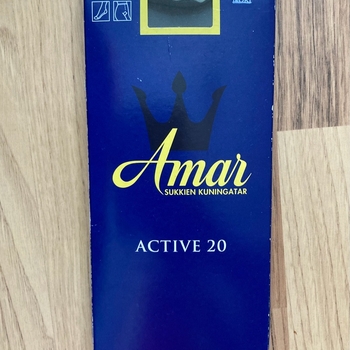 Amar
SUKKIEN KUNINGATAR
ACTIVE 20